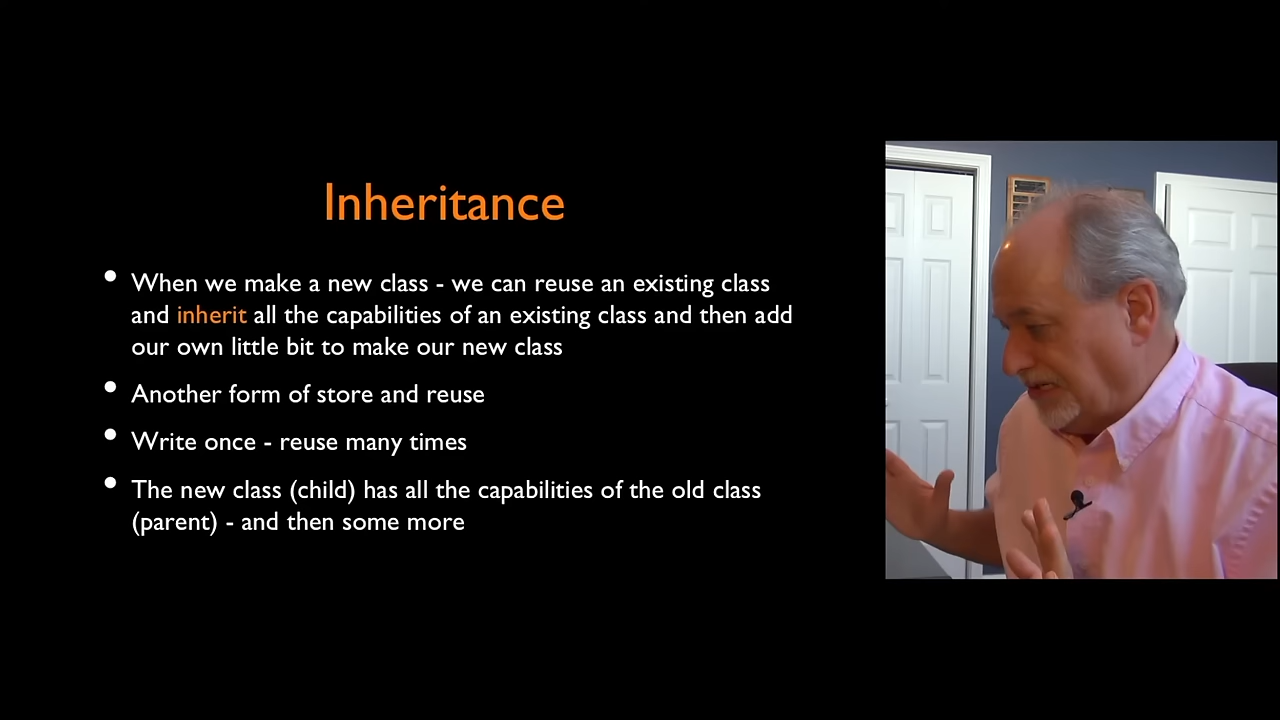 Inheritance
• When we make a new class - we can reuse an existing class
and inherit all the capabilities of an existing class and then add
our own little bit to make our new class
• Another form of store and reuse
• Write once - reuse many times
• The new class (child) has all the capabilities of the old class
(parent) - and then some more